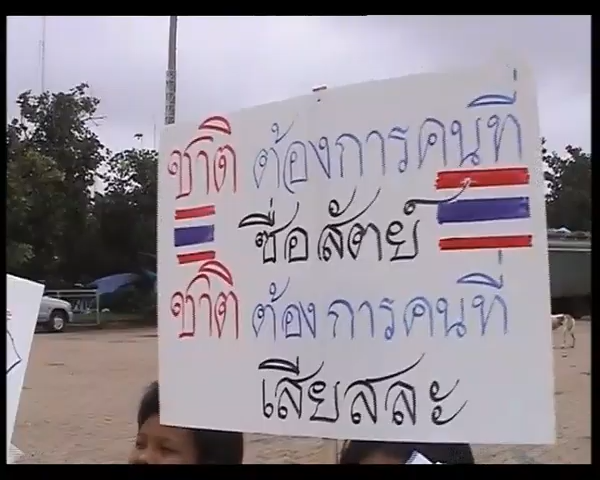 ชาติ ต้องการคนที่
ซื่อสัตย์
ชาติ ต้องการคนที่
เสียสละ